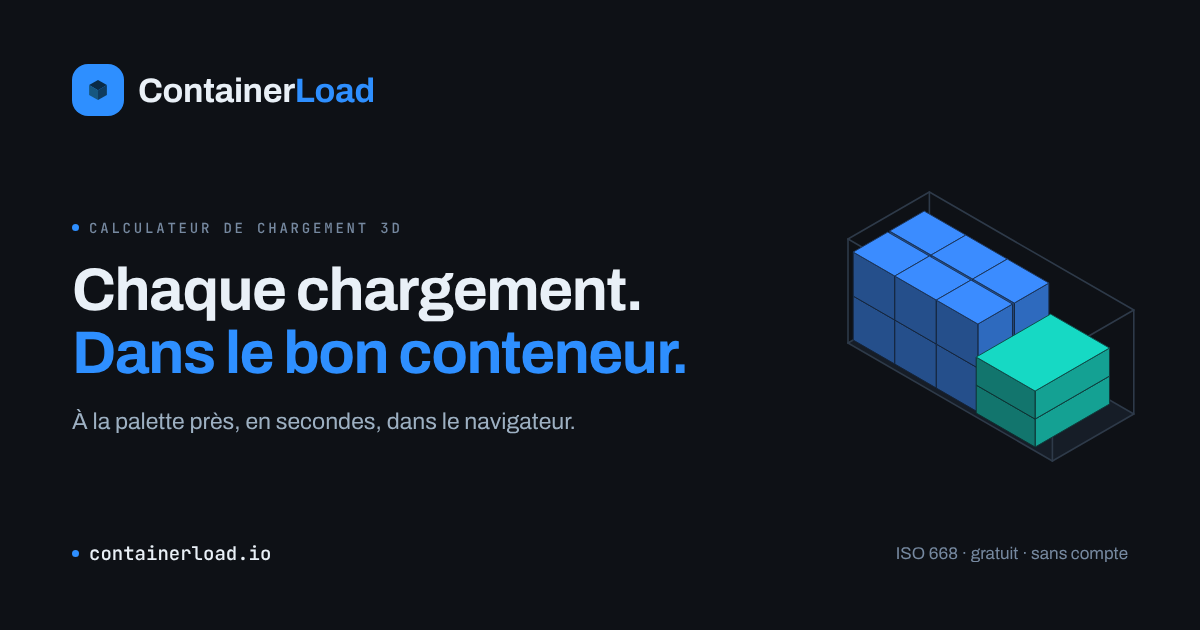 ContainerLoad
CALCULATEUR DE CHARGEMENT 3D
Chaque chargement.
Dans le bon conteneur.
À la palette près, en secondes, dans le navigateur.
containerload.io
ISO 668 · gratuit · sans compte